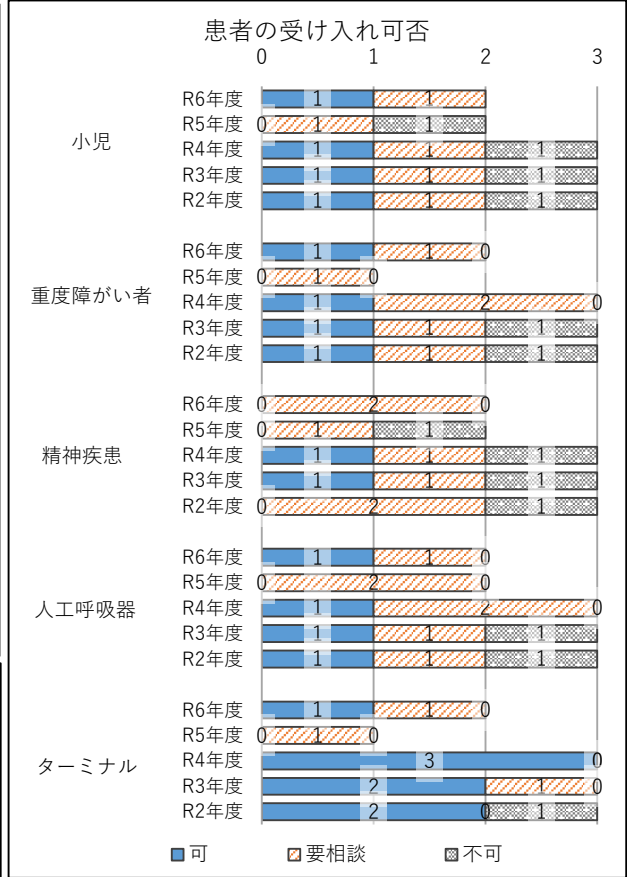 患者の受け入れ可否
0 1 2 3
小児
R6年度 1 1
R5年度 0 1 1
R4年度 1 1 1
R3年度 1 1 1
R2年度 1 1 1
重度障がい者
R6年度 1 1 0
R5年度 0 1 0
R4年度 1 2 0
R3年度 1 1 1
R2年度 1 1 1
精神疾患
R6年度 0 2 0
R5年度 0 1 1
R4年度 1 1 1
R3年度 1 1 1
R2年度 0 2 1
人工呼吸器
R6年度 1 1 0
R5年度 0 2 0
R4年度 1 2 0
R3年度 1 1 1
R2年度 1 1 1
ターミナル
R6年度 1 1 0
R5年度 0 1 0
R4年度 3 0
R3年度 2 1 0
R2年度 2 0 1
可 要相談 不可